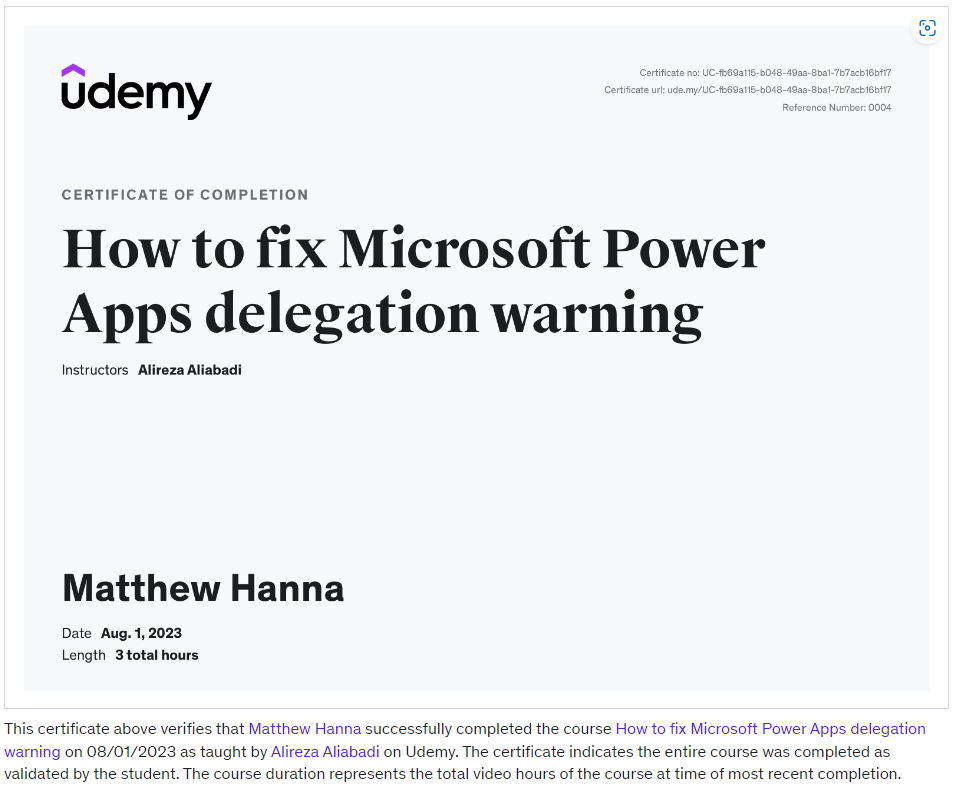 udemy
Certificate no: UC-fb69a115-b048-49aa-8ba1-7b7acb16bf17
Certificate url: ude.my/UC-fb69a115-b048-49aa-8ba1-7b7acb16bf17
Reference Number: 0004
CERTIFICATE OF COMPLETION
How to fix Microsoft Power
Apps delegation warning
Instructors Alireza Aliabadi
Matthew Hanna
Date Aug. 1, 2023
Length 3 total hours
This certificate above verifies that Matthew Hanna successfully completed the course How to fix Microsoft Power Apps delegation
warning on 08/01/2023 as taught by Alireza Aliabadi on Udemy. The certificate indicates the entire course was completed as
validated by the student. The course duration represents the total video hours of the course at time of most recent completion.